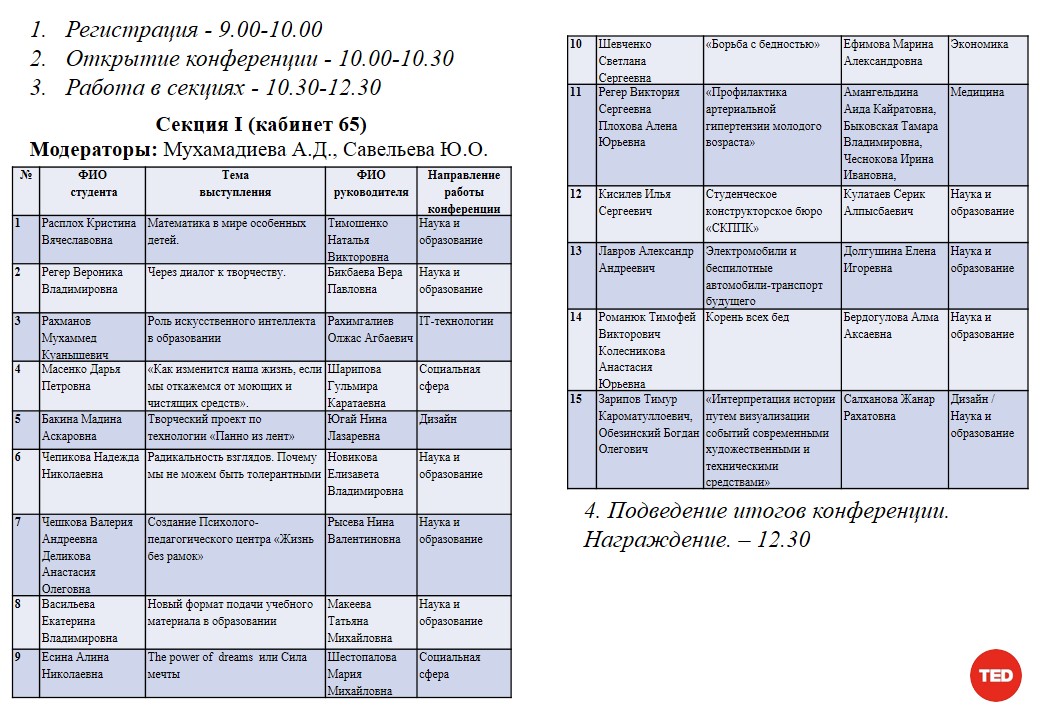 1. Регистрация - 9.00-10.00
2. Открытие конференции - 10.00-10.30
3. Работа в секциях - 10.30-12.30
Секция I (кабинет 65)
Модераторы: Мухамадиева А.Д., Савельева Ю.О.
№ ФИО студента Тема выступления ФИО руководителя Направление работы конференции
1 Расплох Кристина Вячеславовна Математика в мире особенных детей. Тимошенко Наталья Викторовна Наука и образование
2 Регер Вероника Владимировна Через диалог к творчеству. Бикбаева Вера Павловна Наука и образование
3 Рахманов Мухаммед Куанышевич Роль искусственного интеллекта в образовании Рахимгалиев Олжас Агбаевич IT-технологии
4 Масенко Дарья Петровна «Как изменится наша жизнь, если мы откажемся от моющих и чистящих средств». Шарипова Гульмира Каратаевна Социальная сфера
5 Бакина Мадина Аскаровна Творческий проект по технологии «Панно из лент» Югай Нина Лазаревна Дизайн
6 Чепикова Надежда Николаевна Радикальность взглядов. Почему мы не можем быть толерантными Новикова Елизавета Владимировна Наука и образование
7 Чешкова Валерия Андреевна Деликова Анастасия Олеговна Создание Психолого-педагогического центра «Жизнь без рамок» Рысева Нина Валентиновна Наука и образование
8 Васильева Екатерина Владимировна Новый формат подачи учебного материала в образовании Макеева Татьяна Михайловна Наука и образование
9 Есина Алина Николаевна The power of dreams или Сила мечты Шестопалова Мария Михайловна Социальная сфера
10 Шевченко Светлана Сергеевна «Борьба с бедностью» Ефимова Марина Александровна Экономика
11 Регер Виктория Сергеевна Плохова Алена Юрьевна «Профилактика артериальной гипертензии молодого возраста» Амангельдина Аида Кайратовна, Быковская Тамара Владимировна, Чеснокова Ирина Ивановна, Медицина
12 Кисилев Илья Сергеевич Студенческое конструкторское бюро «СКППК» Кулатаев Серик Алпысбаевич Наука и образование
13 Лавров Александр Андреевич Электромобили и беспилотные автомобили-транспорт будущего Долгушина Елена Игоревна Наука и образование
14 Романюк Тимофей Викторович Колесникова Анастасия Юрьевна Корень всех бед Бердогулова Алма Аксаевна Наука и образование
15 Зарипов Тимур Кароматуллоевич, Обезинский Богдан Олегович «Интерпретация истории путем визуализации событий современными художественными и техническими средствами» Салханова Жанар Рахатовна Дизайн / Наука и образование
4. Подведение итогов конференции.
Награждение. – 12.30
TED